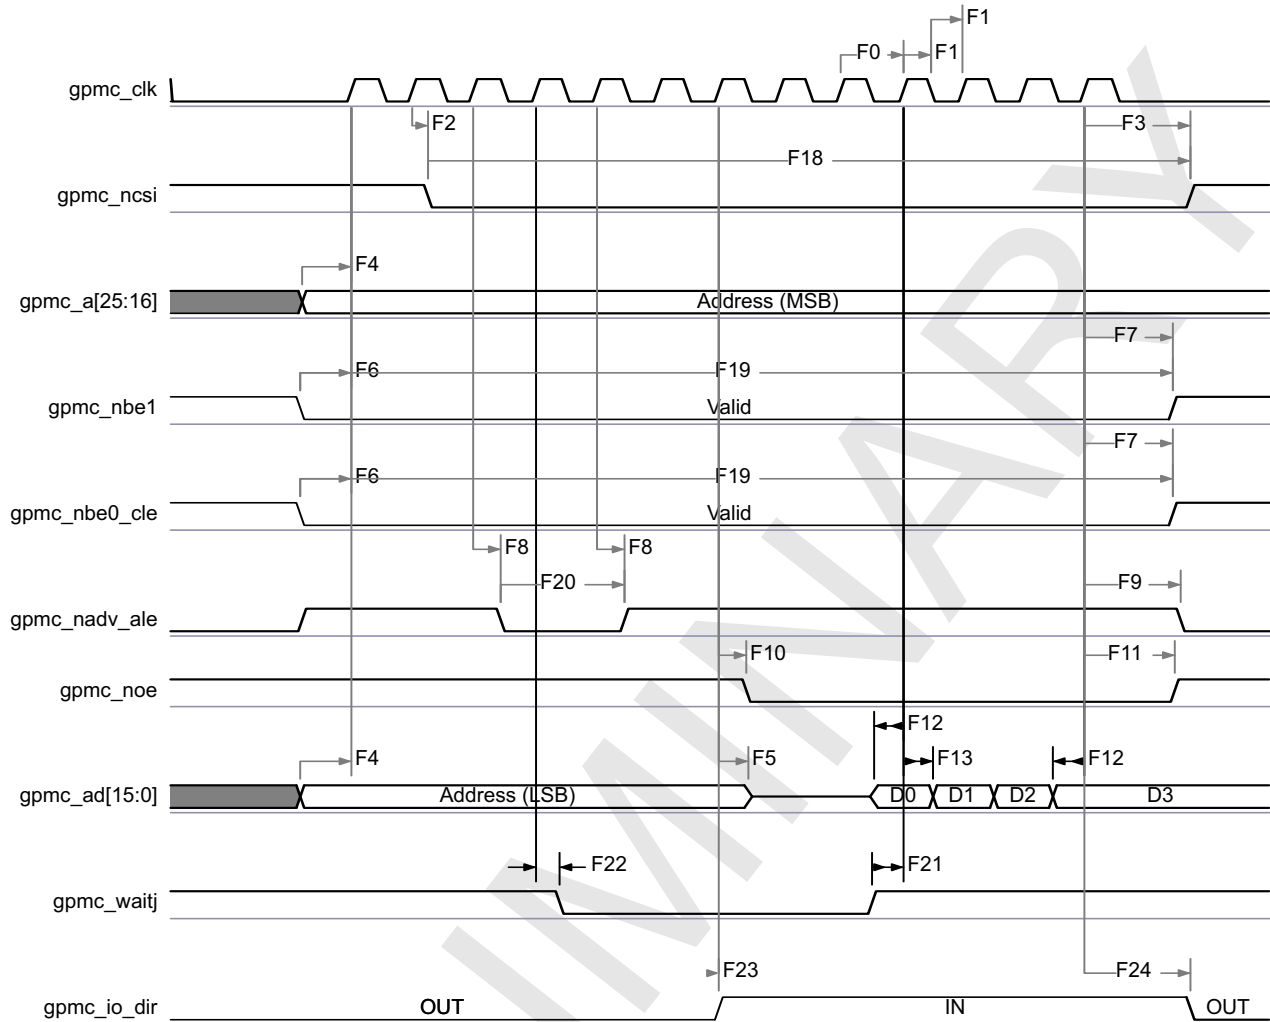 F1
F0 F1
gpmc_clk
F2 F3
F18
gpmc_ncsi
F4
gpmc_a[25:16] Address (MSB)
F7
F6 F19
gpmc_nbe1 Valid
F7
F6 F19
gpmc_nbe0_cle Valid
F8 F8
F20 F9
gpmc_nadv_ale
F10 F11
gpmc_noe
F12
F4 F5 F13 F12
gpmc_ad[15:0] Address (LSB) D0 D1 D2 D3
F22 F21
gpmc_waitj
F23 F24
gpmc_io_dir OUT IN OUT
IMINARY